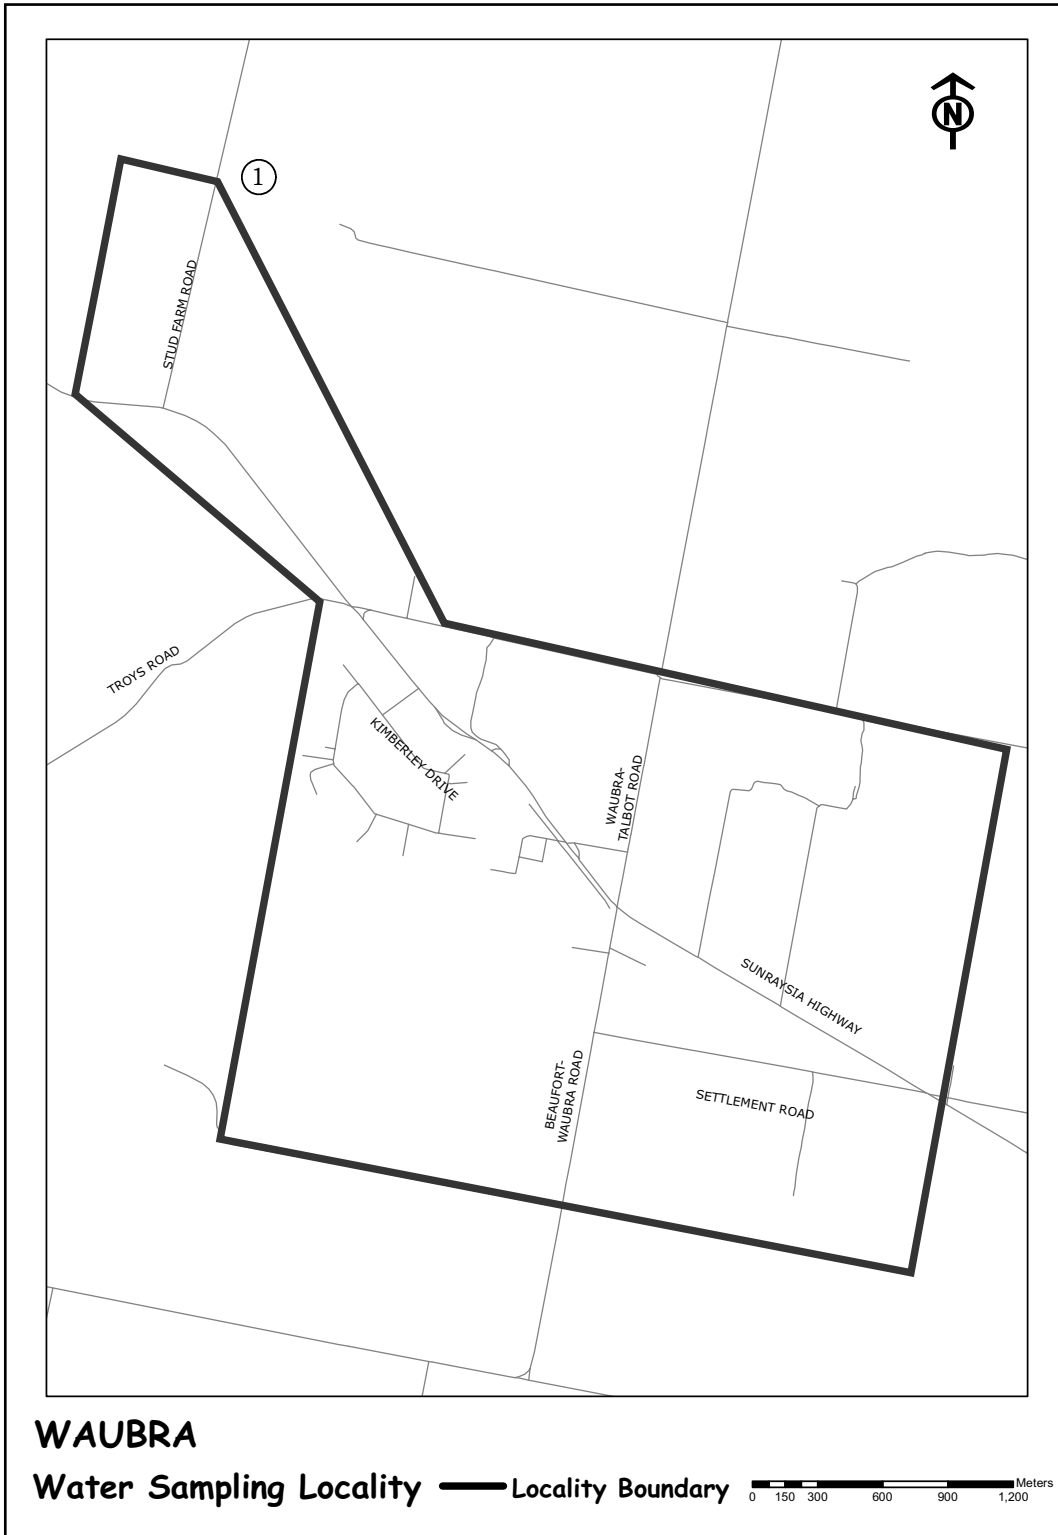 N
1
STUD FARM ROAD
TROYS ROAD
KIMBERLEY DRIVE
WAUBRA-
TALBOT ROAD
SUNRAYSIA HIGHWAY
BEAUFORT-
WAUBRA ROAD
SETTLEMENT ROAD
WAUBRA
Water Sampling Locality
Locality Boundary
Meters
0 150 300 600 900 1,200